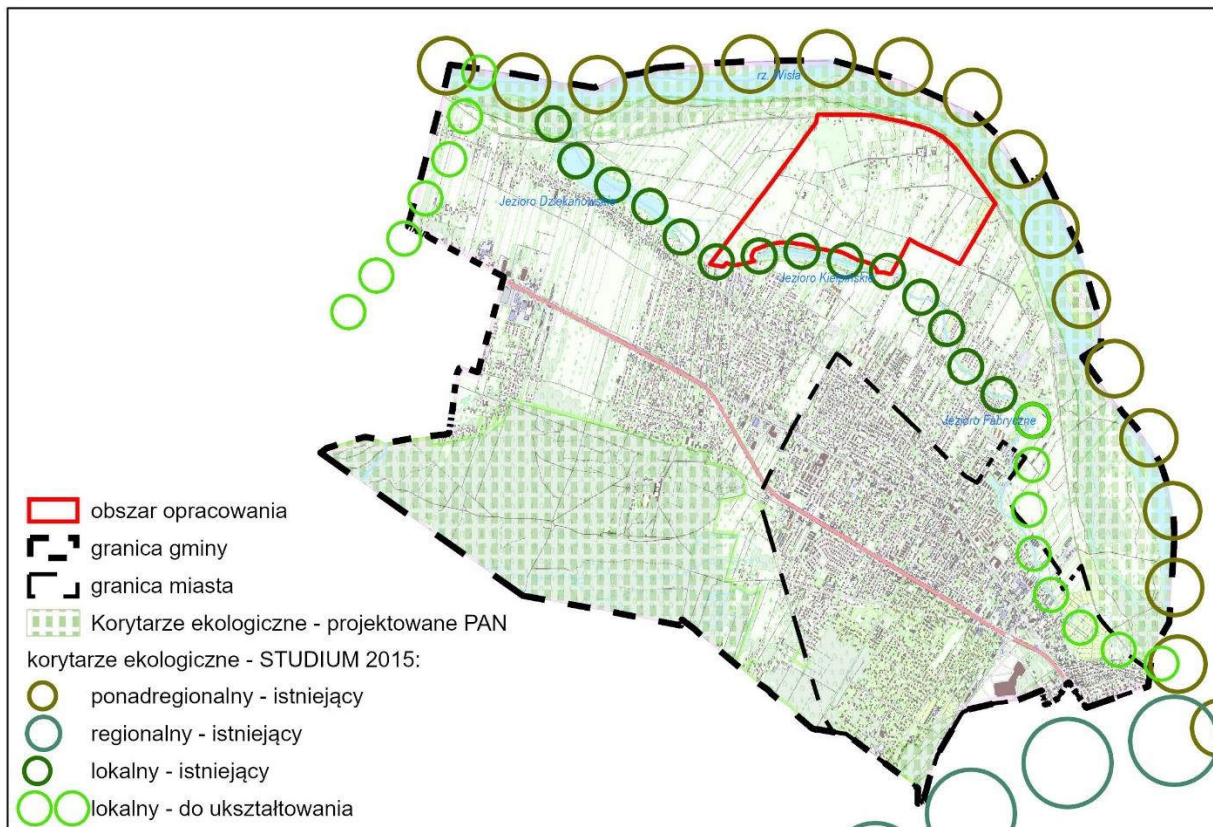 rz. Wisła
Jezioro Dziekanowskie
Jezioro Kiełpińskie
Jezioro Fabryczne
obszar opracowania
granica gminy
granica miasta
Korytarze ekologiczne - projektowane PAN
korytarze ekologiczne - STUDIUM 2015:
ponadregionalny - istniejący
regionalny - istniejący
lokalny - istniejący
lokalny - do ukształtowania